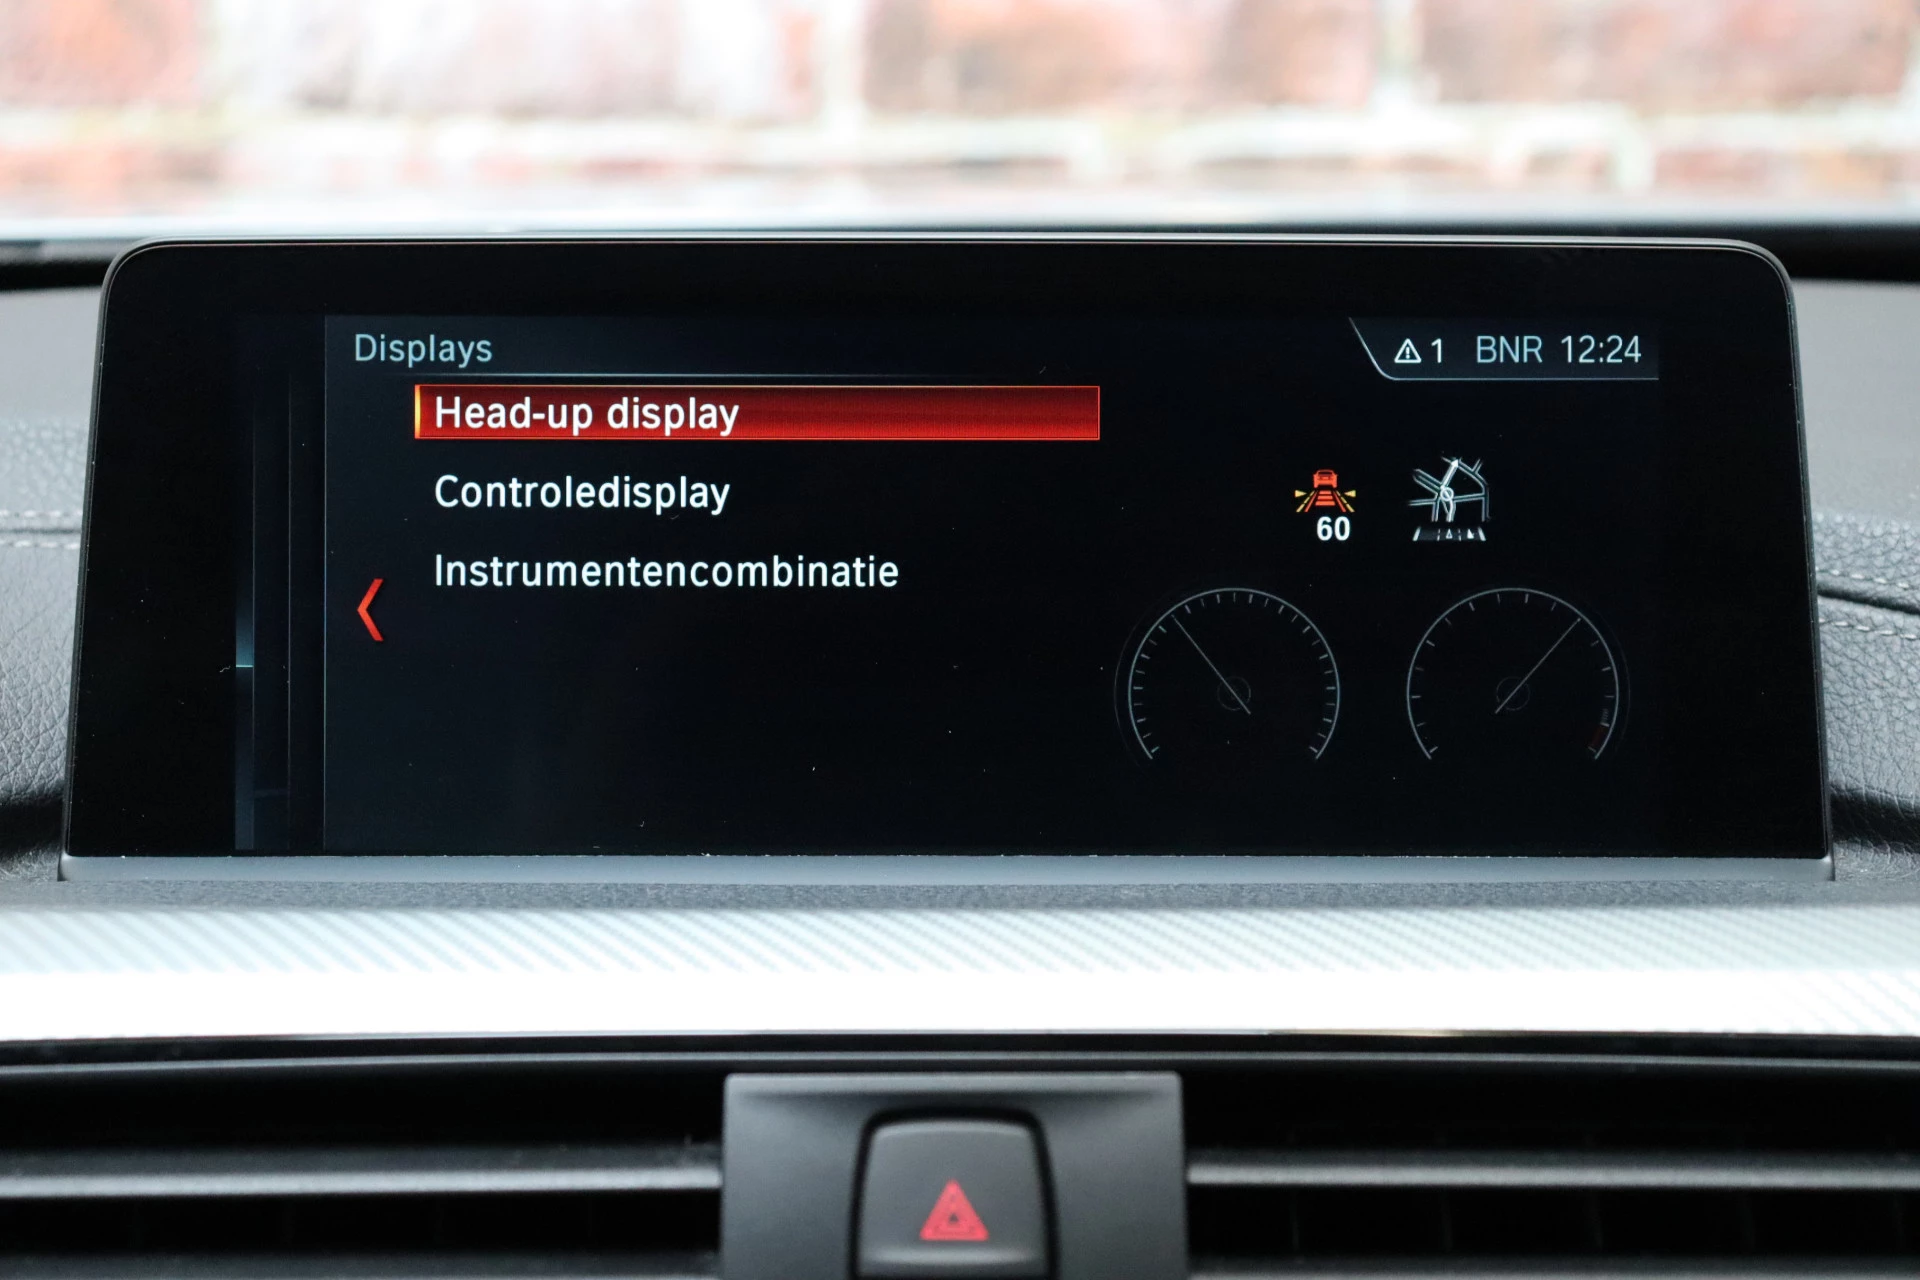 Displays
1 BNR 12:24
Head-up display
Controledisplay
60
Instrumentencombinatie